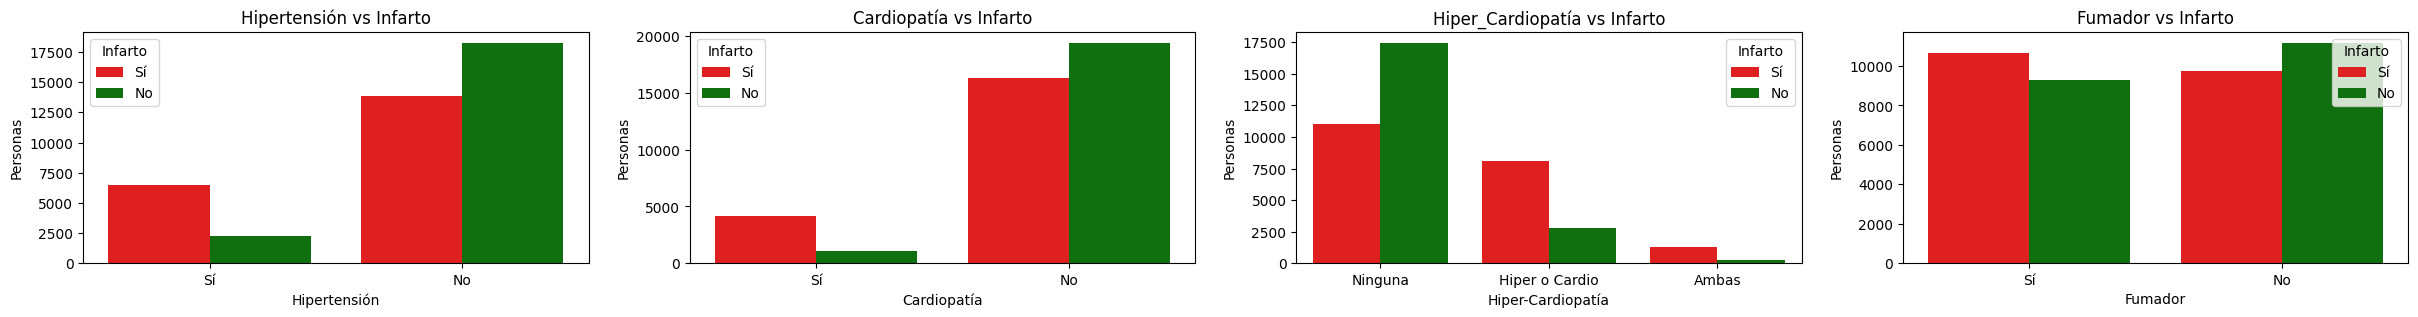 Hipertensión vs Infarto
Personas
17500
15000
12500
10000
7500
5000
2500
0
Infarto
Sí
No
Sí
No
Hipertensión
Cardiopatía vs Infarto
Personas
20000
15000
10000
5000
0
Infarto
Sí
No
Sí
No
Cardiopatía
Hiper_Cardiopatía vs Infarto
Personas
17500
15000
12500
10000
7500
5000
2500
0
Infarto
Sí
No
Ninguna
Hiper o Cardio
Ambas
Hiper-Cardiopatía
Fumador vs Infarto
Personas
10000
8000
6000
4000
2000
0
Infarto
Sí
No
Sí
No
Fumador